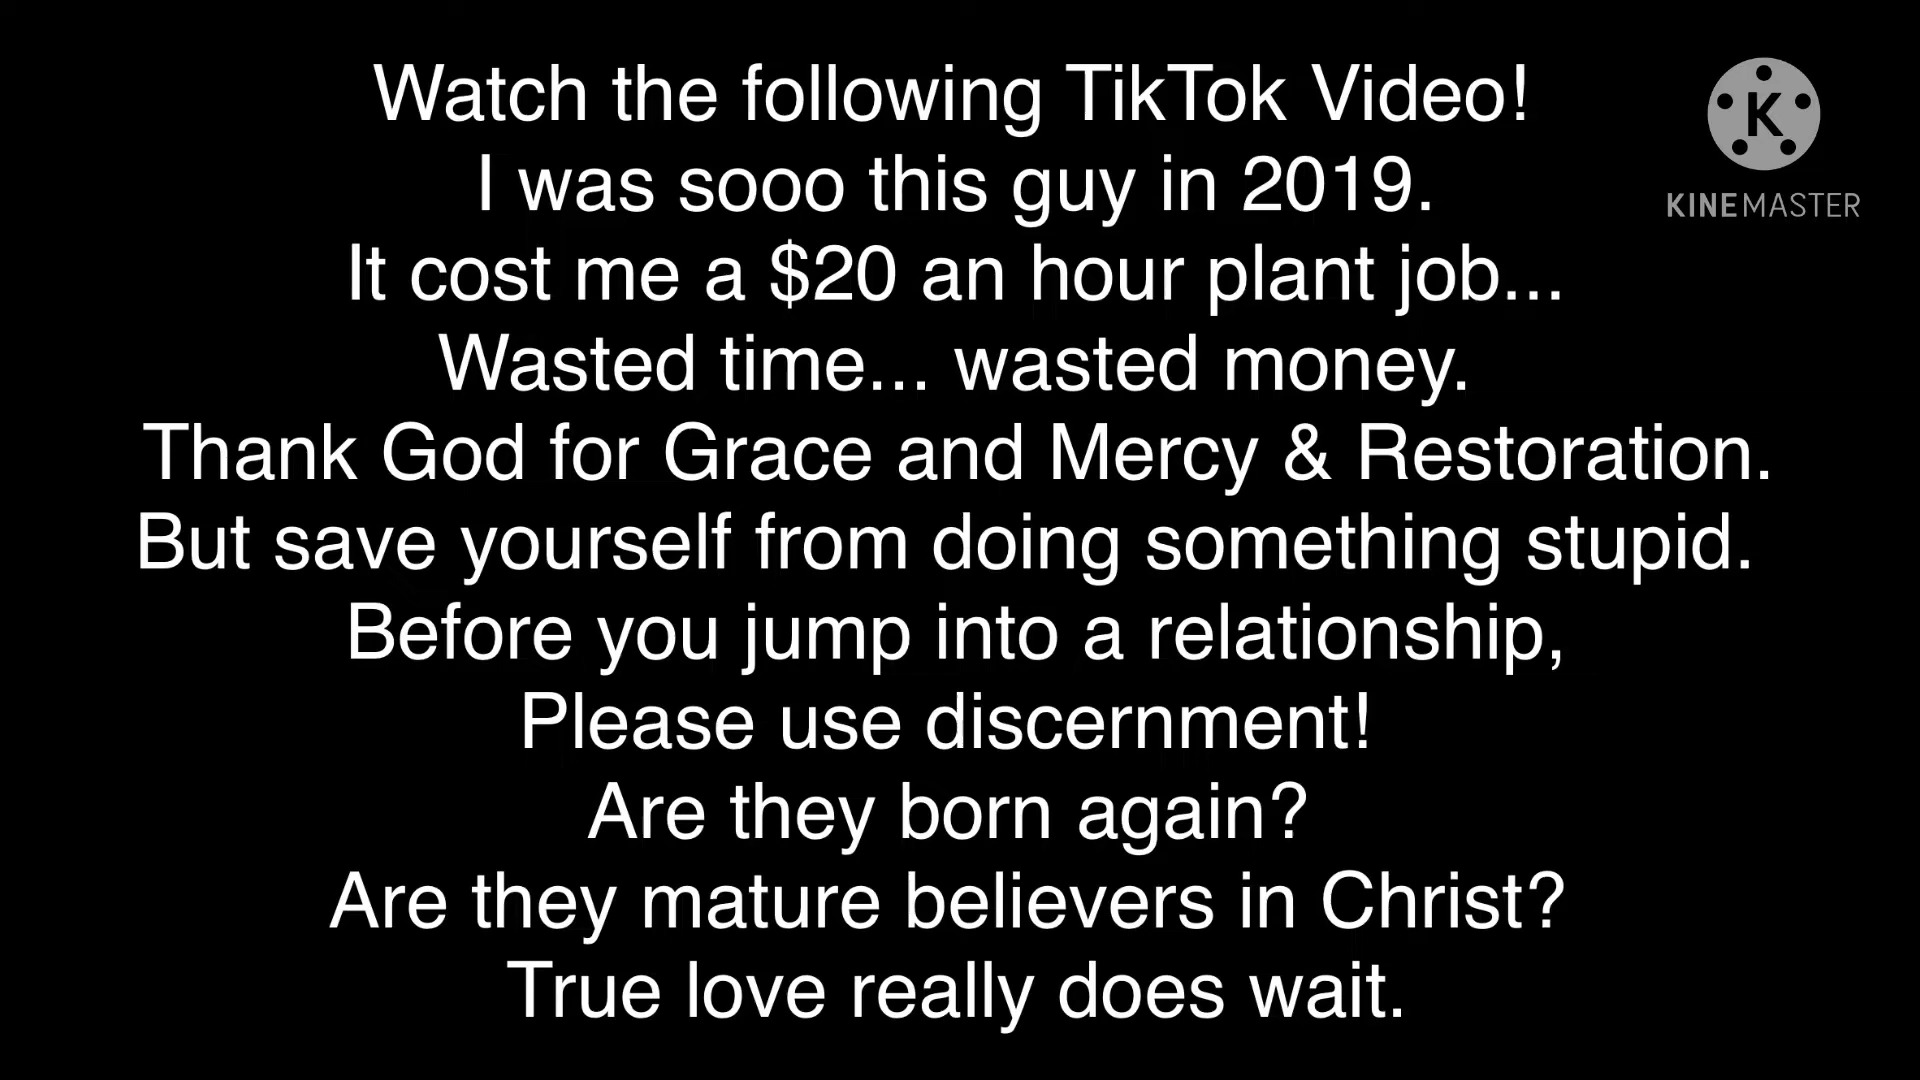 Watch the following TikTok Video!
I was sooo this guy in 2019.
It cost me a $20 an hour plant job...
Wasted time... wasted money.
Thank God for Grace and Mercy & Restoration.
But save yourself from doing something stupid.
Before you jump into a relationship,
Please use discernment!
Are they born again?
Are they mature believers in Christ?
True love really does wait.
K
KINEMASTER